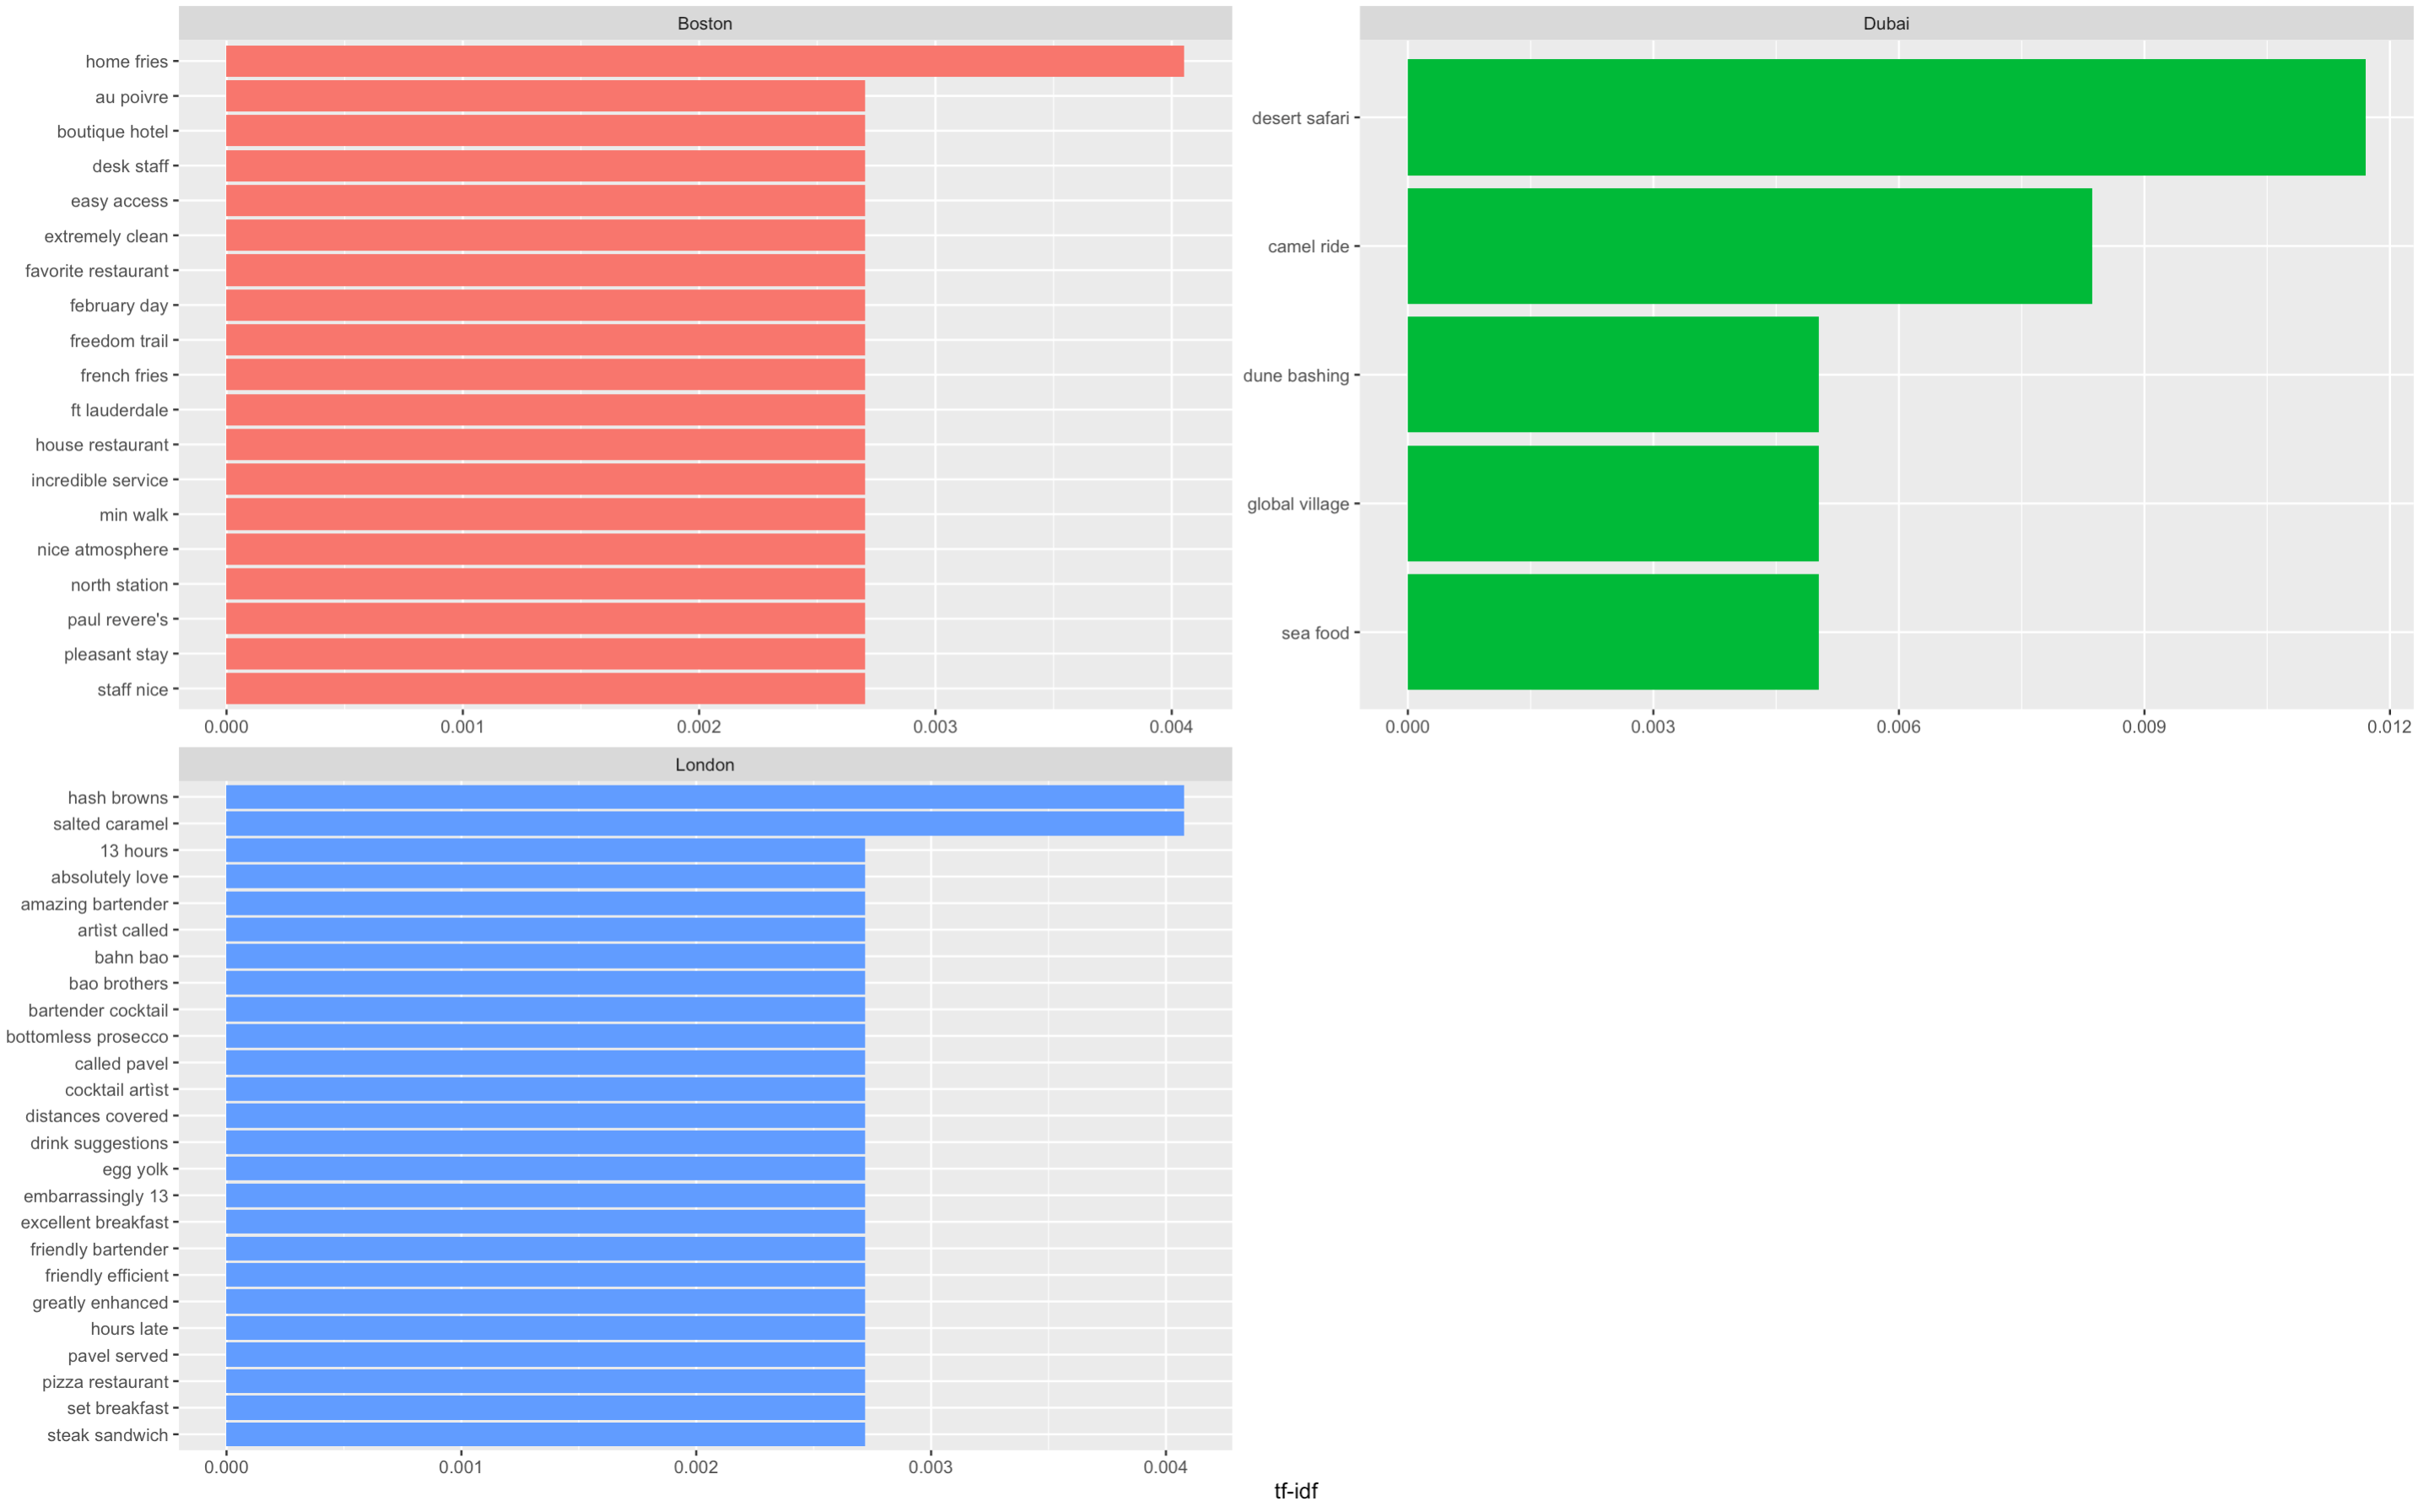 Boston
home fries
au poivre
boutique hotel
desk staff
easy access
extremely clean
favorite restaurant
february day
freedom trail
french fries
ft lauderdale
house restaurant
incredible service
min walk
nice atmosphere
north station
paul revere's
pleasant stay
staff nice
0.000 0.001 0.002 0.003 0.004
Dubai
desert safari
camel ride
dune bashing
global village
sea food
0.000 0.003 0.006 0.009 0.012
London
hash browns
salted caramel
13 hours
absolutely love
amazing bartender
artìst called
bahn bao
bao brothers
bartender cocktail
bottomless prosecco
called pavel
cocktail artìst
distances covered
drink suggestions
egg yolk
embarrassingly 13
excellent breakfast
friendly bartender
friendly efficient
greatly enhanced
hours late
pavel served
pizza restaurant
set breakfast
steak sandwich
0.000 0.001 0.002 0.003 0.004
tf-idf